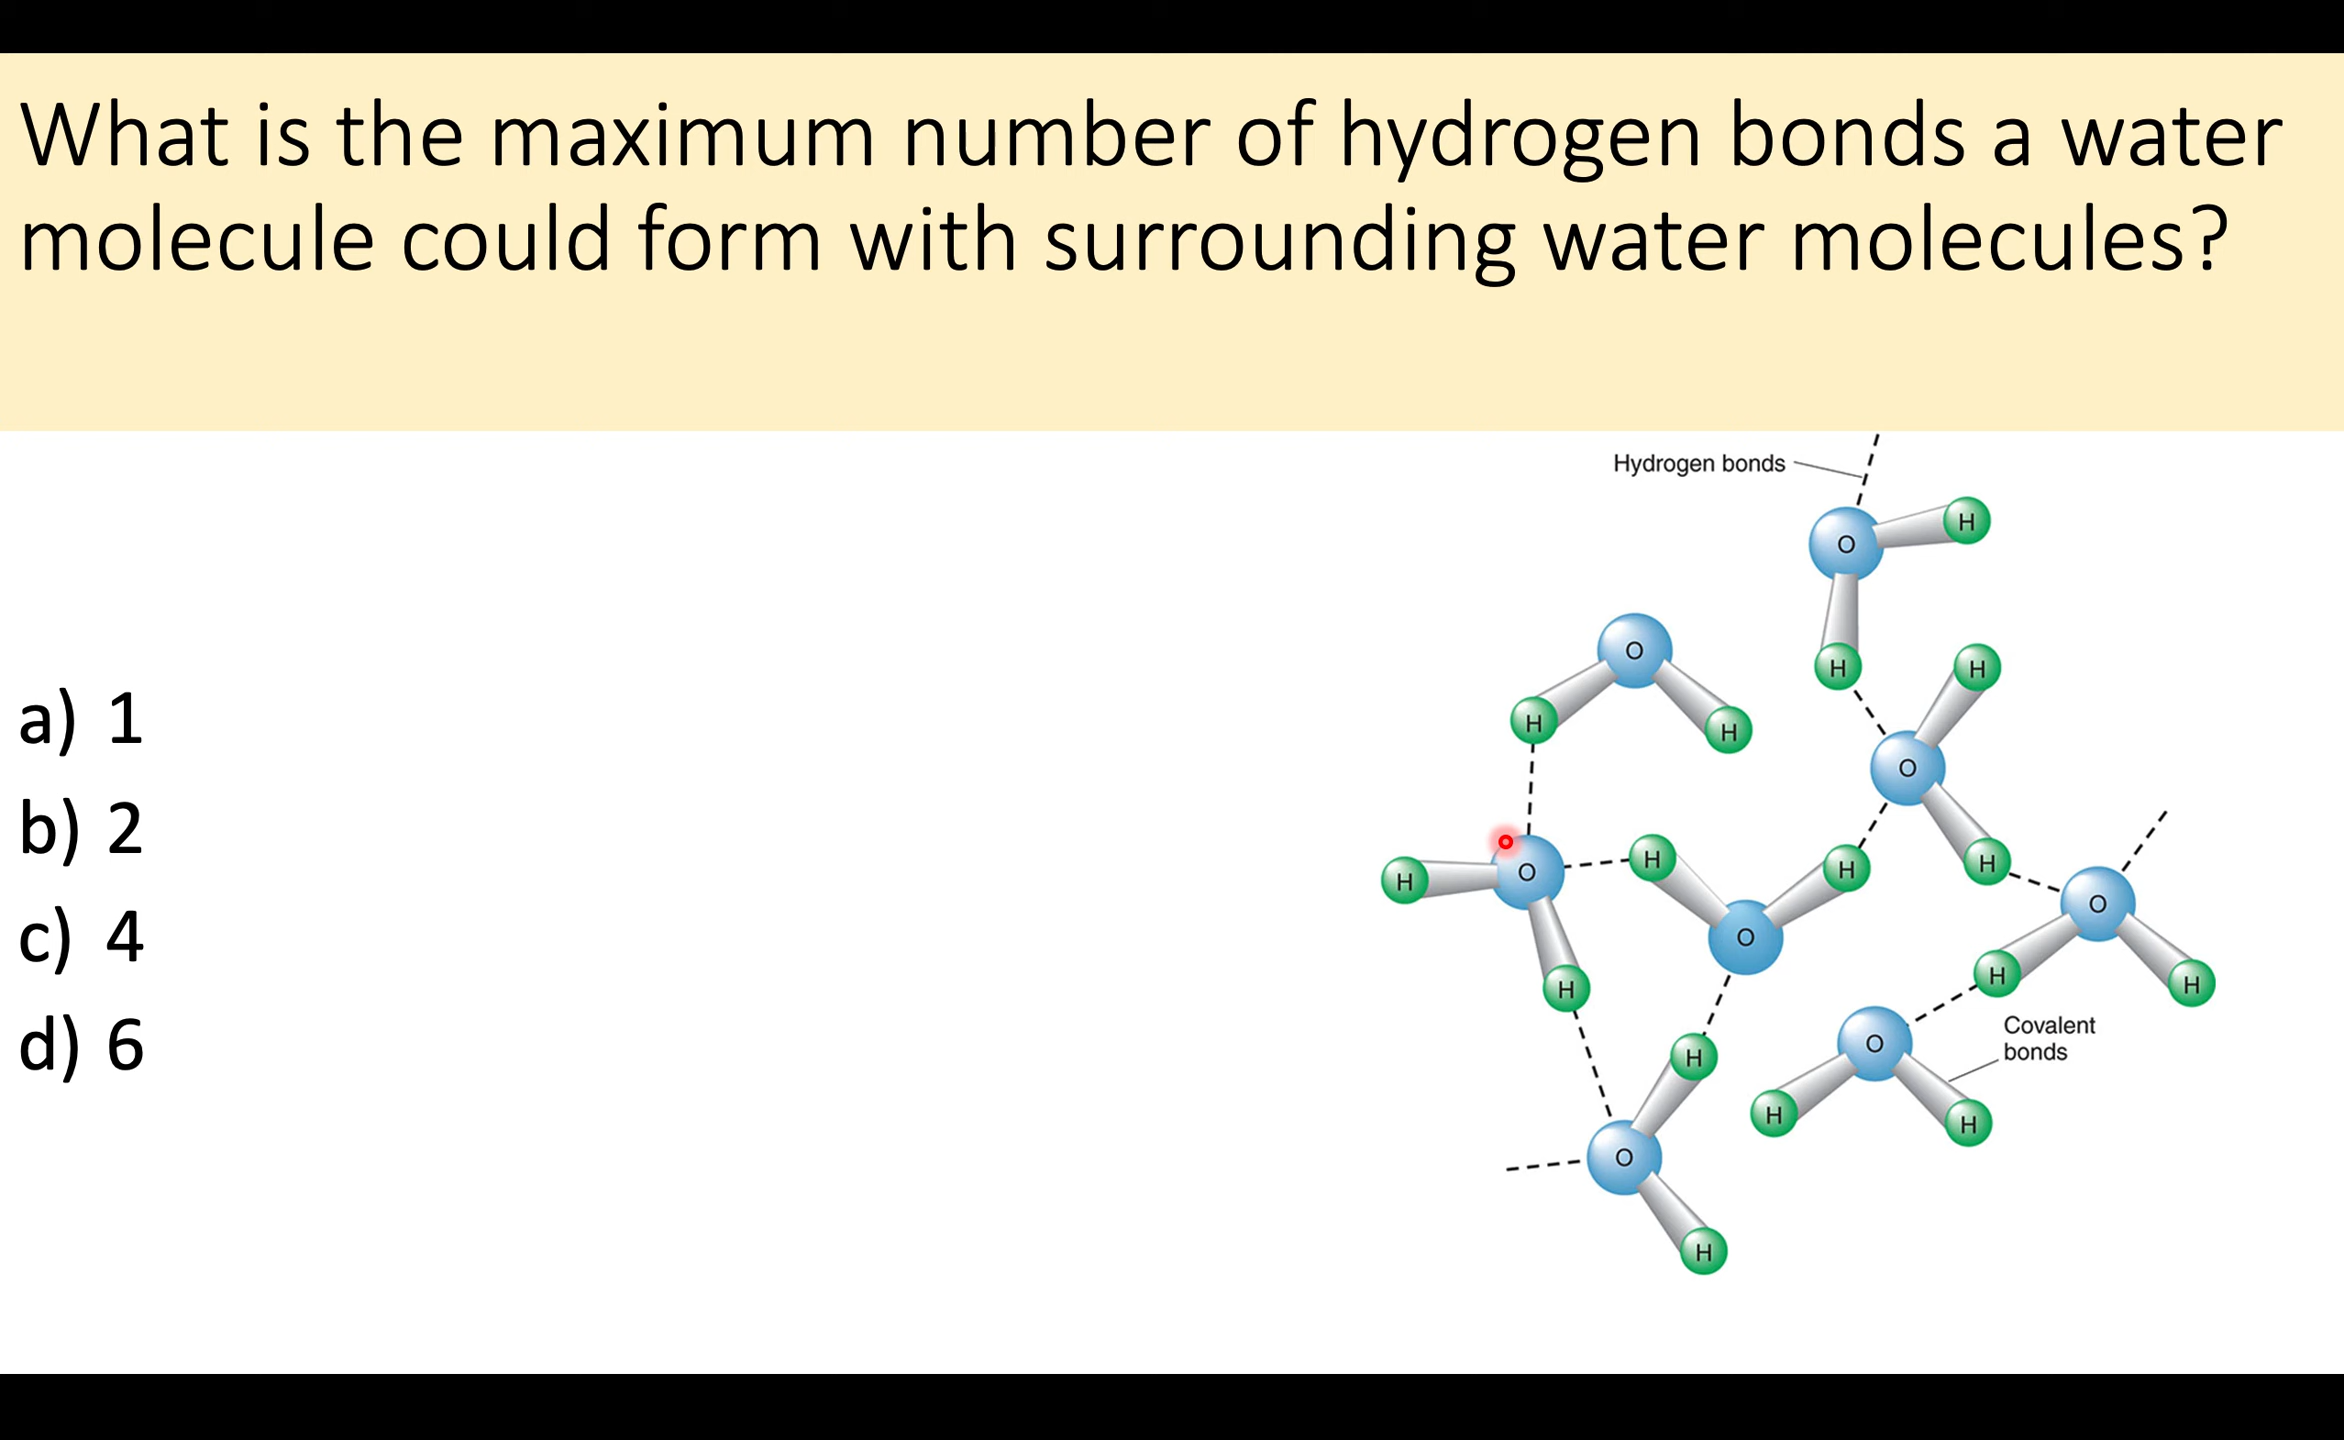 What is the maximum number of hydrogen bonds a water
molecule could form with surrounding water molecules?
a) 1
b) 2
c) 4
d) 6
Hydrogen bonds
O
H
H
O
H
H
H
O
H
H
O
H
H
H
H
O
O
H
H
H
O
H
O
H
H
Covalent
bonds
O
H